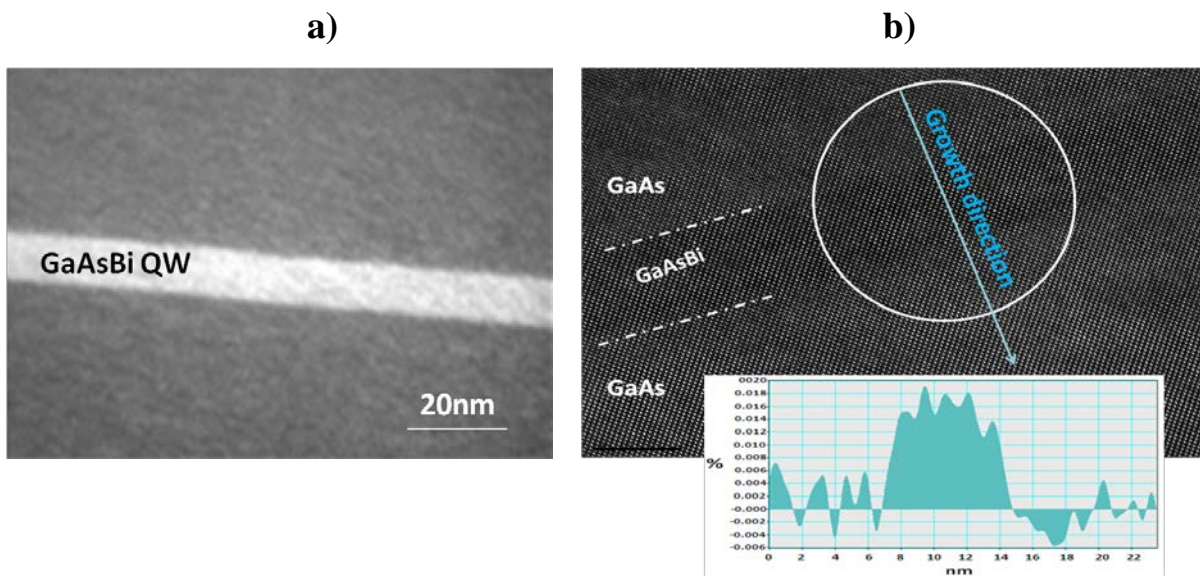 a)
b)
GaAsBi QW
20nm
GaAs
GaAsBi
GaAs
Growth direction
0020
0.018
0.016
0.014
0.012
0.010
0.008
0.006
0.004
0.002
-0.000
-0.002
-0.004
-0.006
%
0 2 4 6 8 10 12 14 16 18 20 22
nm